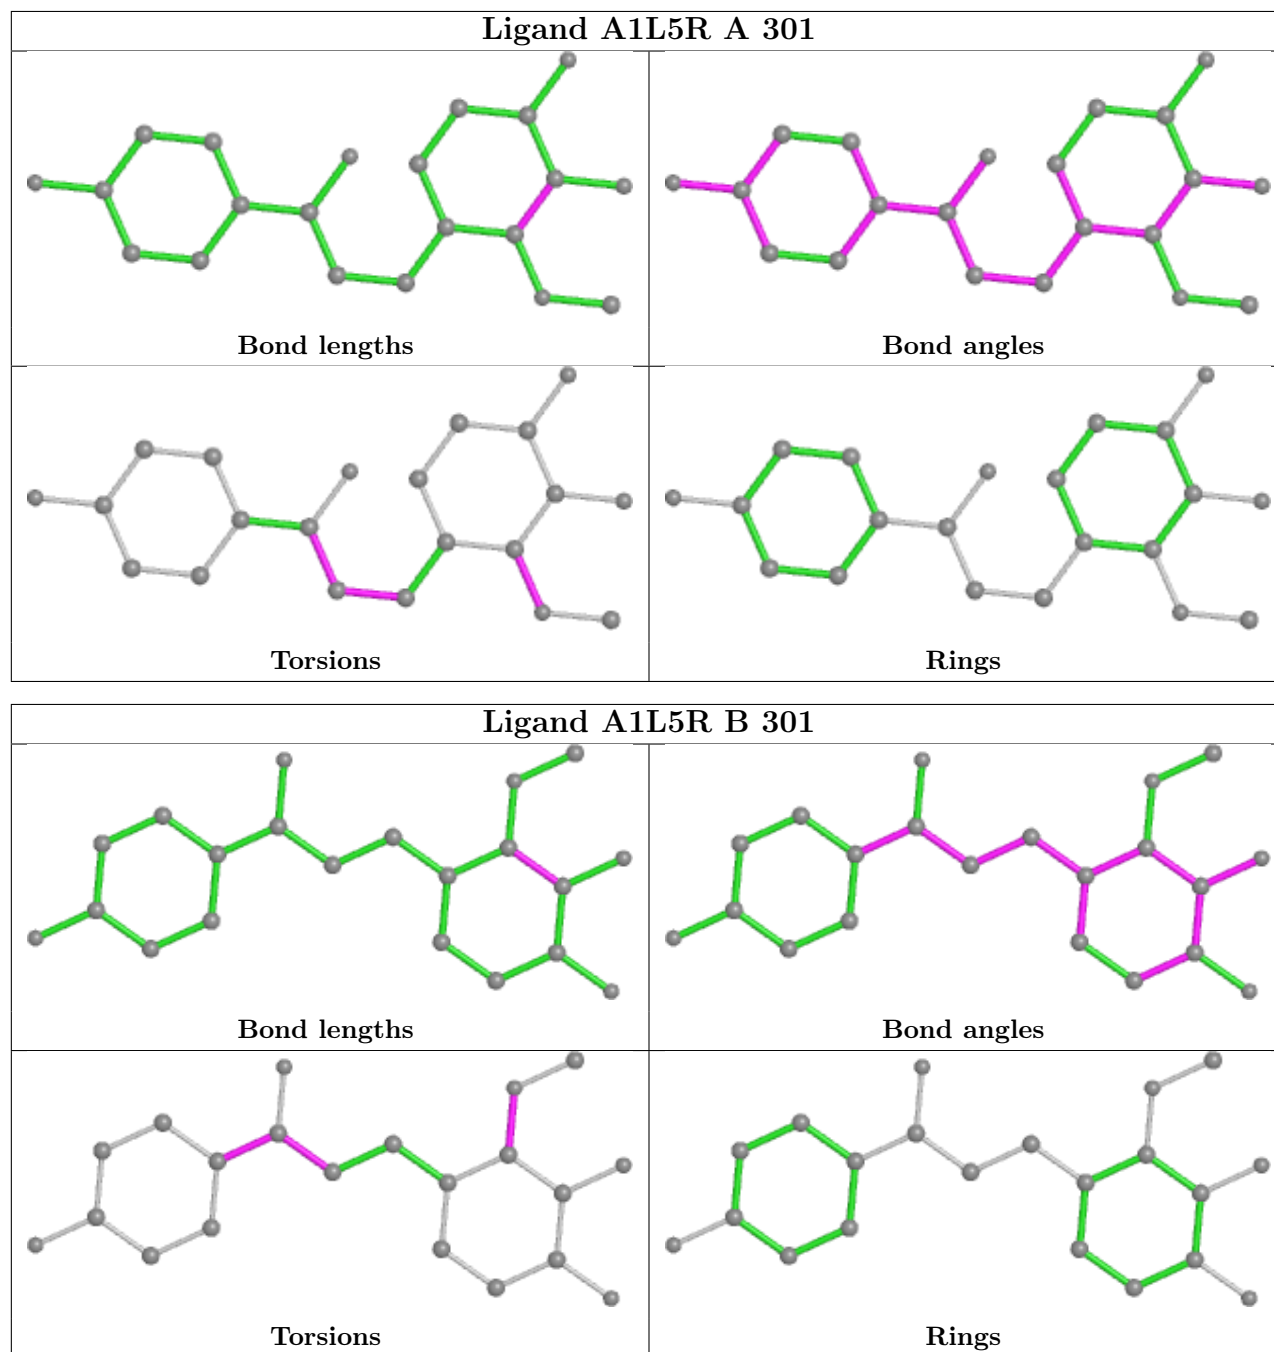 Ligand A1L5R A 301
Bond lengths
Bond angles
Torsions
Rings
Ligand A1L5R B 301
Bond lengths
Bond angles
Torsions
Rings